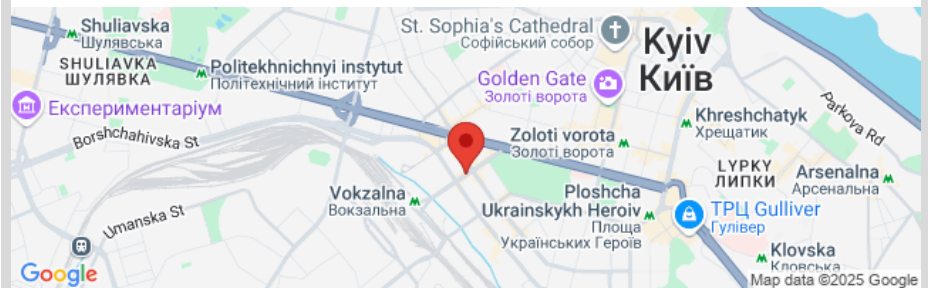 Shuliavska
Шулявська
SHULIAVKA
ШУЛЯВКА
Politekhnichnyi instytut
Політехнічний інститут
Експериментаріум
Borshchahivska St
Umanska St
Vokzalna
Вокзальна
St. Sophia's Cathedral
Софійський собор
Kyiv
Київ
Golden Gate
Золоті ворота
Zoloti vorota
Золоті ворота
Khreshchatyk
Хрещатик
Parkova Rd
LYPKY
ЛИПКИ
Arsenalna
Арсенальна
Ploshcha
Ukrainskykh Heroiv
Площа
Українських Героїв
ТРЦ Gulliver
Гулівер
Klovska
Кловська
Google
Map data ©2025 Google